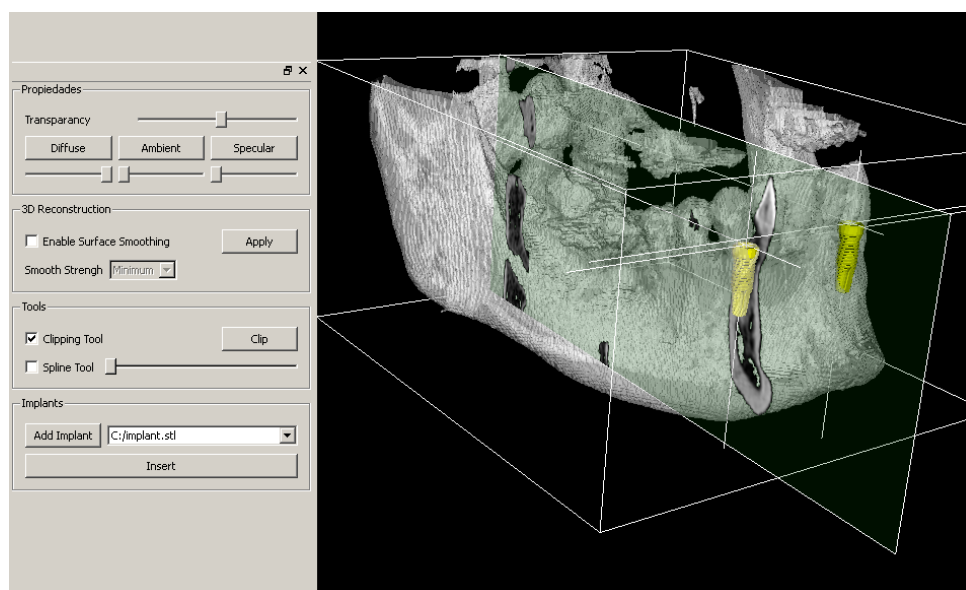 Propiedades
Transparancy
Diffuse Ambient Specular
3D Reconstruction
Enable Surface Smoothing Apply
Smooth Strengh Minimum
Tools
Clipping Tool Clip
Spline Tool
Implants
Add Implant C:/implant.stl
Insert